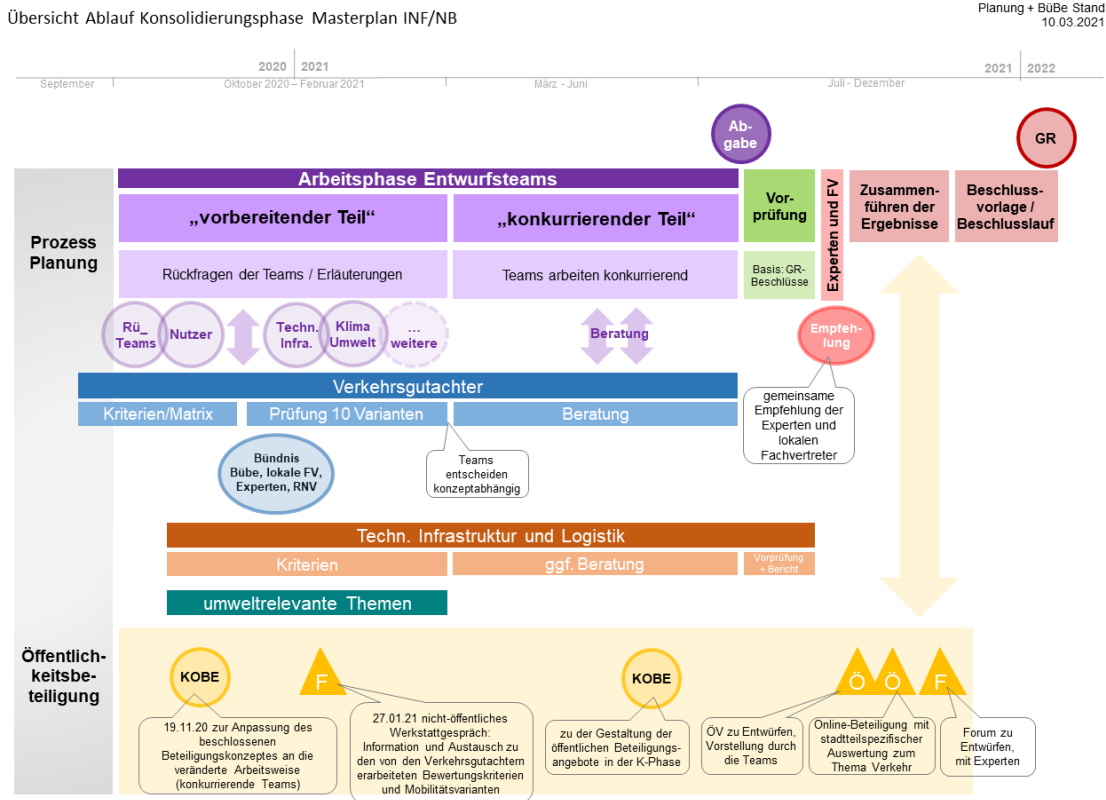 Übersicht Ablauf Konsolidierungsphase Masterplan INF/NB
Planung + BüBe Stand
10.03.2021
2020 2021
2021 2022
September
Oktober 2020 – Februar 2021
März - Juni
Juli - Dezember
Ab-
gabe
GR
Prozess
Planung
Arbeitsphase Entwurfsteams
„vorbereitender Teil“
„konkurrierender Teil“
Vor-
prüfung
Experten und FV
Zusammen-
führen der
Ergebnisse
Beschluss-
vorlage /
Beschlusslauf
Rückfragen der Teams / Erläuterungen
Teams arbeiten konkurrierend
Basis: GR-
Beschlüsse
Rü_
Teams
Nutzer
Techn.
Infra.
Klima
Umwelt
...
weitere
Beratung
Empfeh-
lung
Verkehrsgutachter
Kriterien/Matrix
Prüfung 10 Varianten
Beratung
gemeinsame
Empfehlung der
Experten und
lokalen
Fachvertreter
Bündnis
Bübe, lokale FV,
Experten, RNV
Teams
entscheiden
konzeptabhängig
Techn. Infrastruktur und Logistik
Kriterien
ggf. Beratung
Vorprüfung
+ Bericht
umweltrelevante Themen
Öffentlich-
keitsbe-
teiligung
KOBE
F
KOBE
Ö
Ö
F
19.11.20 zur Anpassung des
beschlossenen
Beteiligungskonzeptes an die
veränderte Arbeitsweise
(konkurrierende Teams)
27.01.21 nicht-öffentliches
Werkstattgespräch:
Information und Austausch zu
den von den Verkehrsgutachtern
erarbeiteten Bewertungskriterien
und Mobilitätsvarianten
zu der Gestaltung der
öffentlichen Beteiligungs-
angebote in der K-Phase
ÖV zu Entwürfen,
Vorstellung durch
die Teams
Online-Beteiligung mit
stadtteilspezifischer
Auswertung zum
Thema Verkehr
Forum zu
Entwürfen,
mit Experten